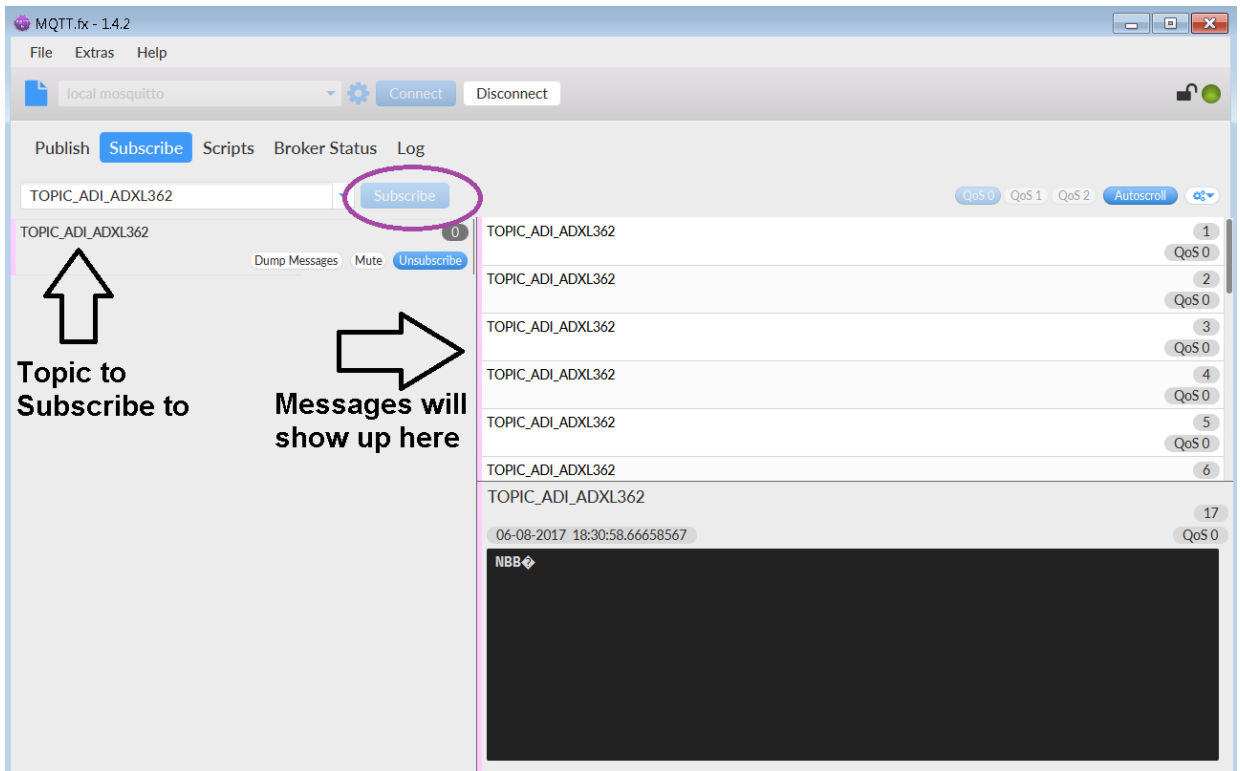 MQTT.fx - 1.4.2
File Extras Help
local mosquitto Connect Disconnect
Publish Subscribe Scripts Broker Status Log
TOPIC_ADI_ADXL362 Subscribe QoS 0 QoS 1 QoS 2 Autoscroll
TOPIC_ADI_ADXL362 0
Dump Messages Mute Unsubscribe
Topic to
Subscribe to
Messages will
show up here
TOPIC_ADI_ADXL362 1
QoS 0
TOPIC_ADI_ADXL362 2
QoS 0
TOPIC_ADI_ADXL362 3
QoS 0
TOPIC_ADI_ADXL362 4
QoS 0
TOPIC_ADI_ADXL362 5
QoS 0
TOPIC_ADI_ADXL362 6
TOPIC_ADI_ADXL362
17
06-08-2017 18:30:58.66658567 QoS 0
NBB�